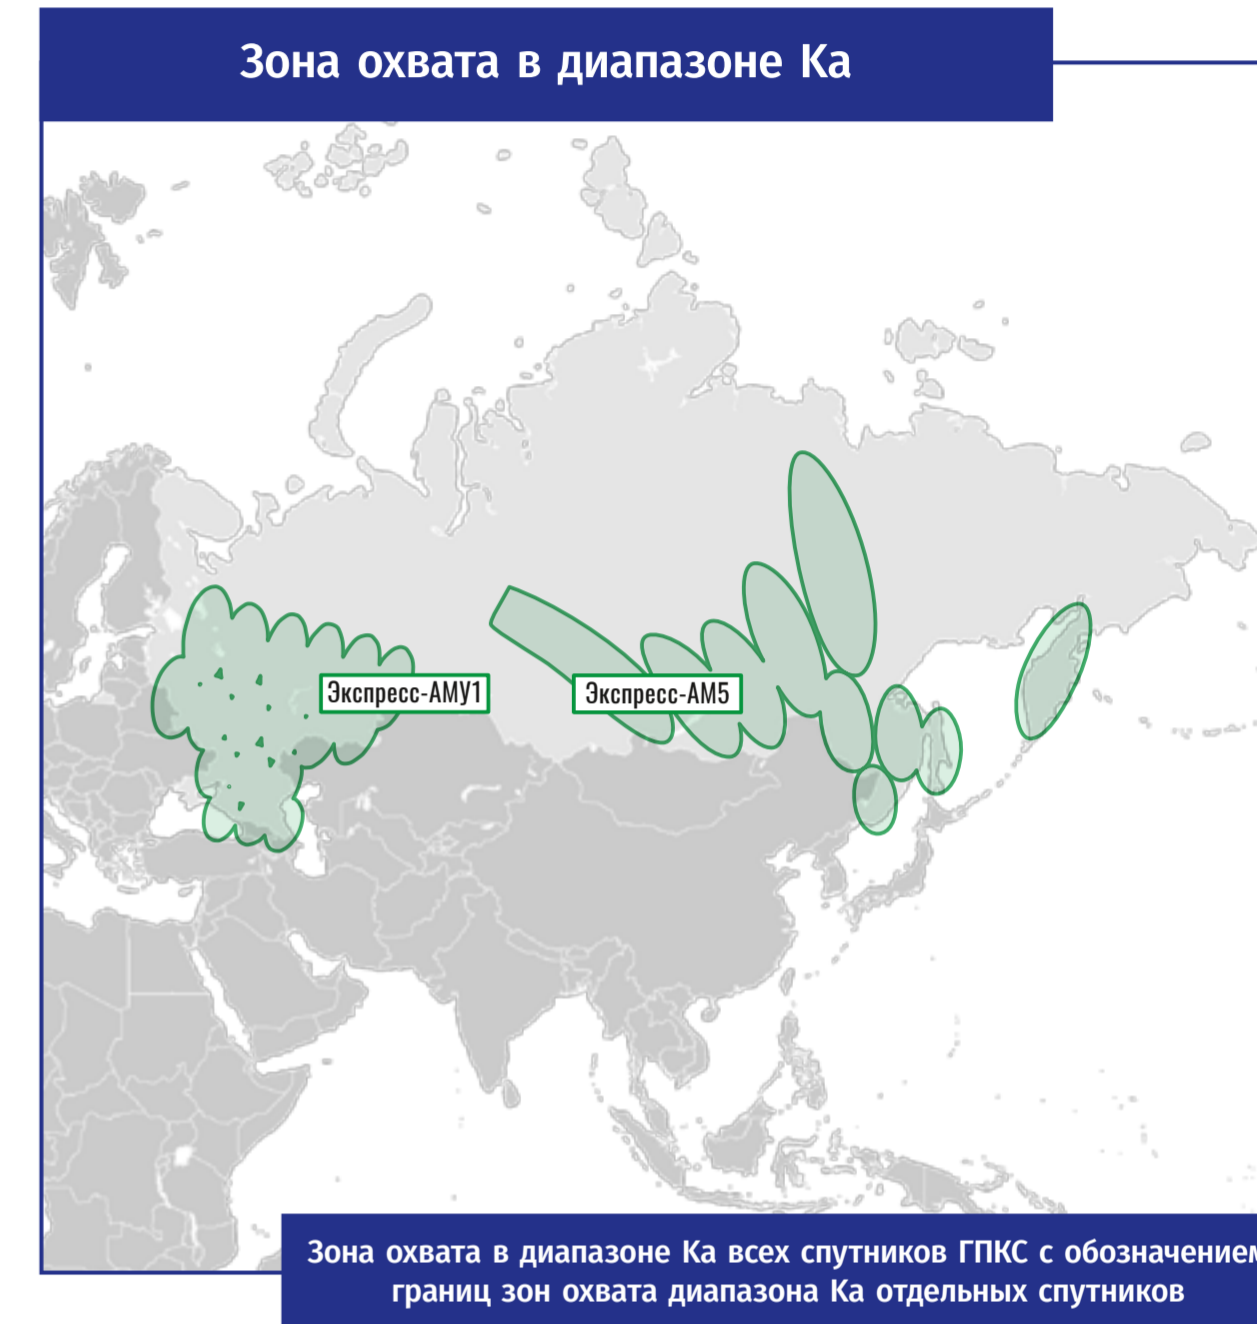 Зона охвата в диапазоне Ка
Экспресс-АМУ1
Экспресс-АМ5
Зона охвата в диапазоне Ка всех спутников ГПКС с обозначением
границ зон охвата диапазона Ка отдельных спутников